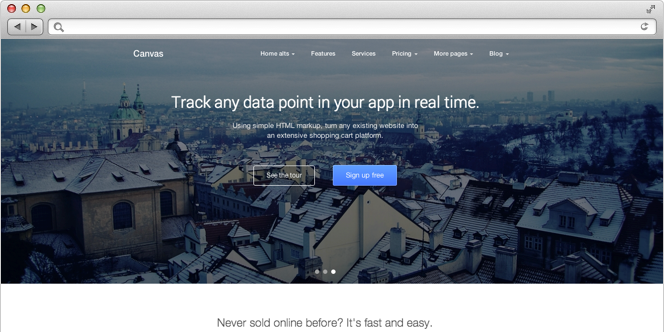 Canvas Home alts Features Services Pricing More pages Blog
Track any data point in your app in real time.
Using simple HTML markup, turn any existing website into
an extensive shopping cart platform.
See the tour Sign up free
Never sold online before? It's fast and easy.